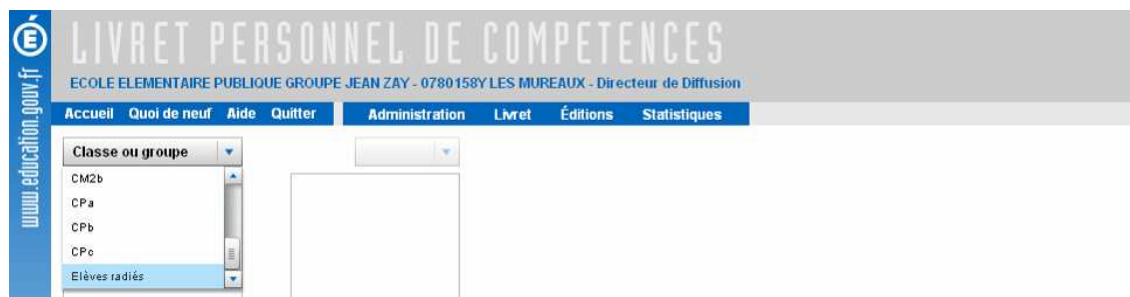 É
www.education.gouv.fr
LIVRET PERSONNEL DE COMPETENCES
ECOLE ELEMENTAIRE PUBLIQUE GROUPE JEAN ZAY - 0780158Y LES MUREAUX - Directeur de Diffusion
Accueil Quoi de neuf Aide Quitter Administration Livret Éditions Statistiques
Classe ou groupe
CM2b
CPa
CPb
CPc
Elèves radiés